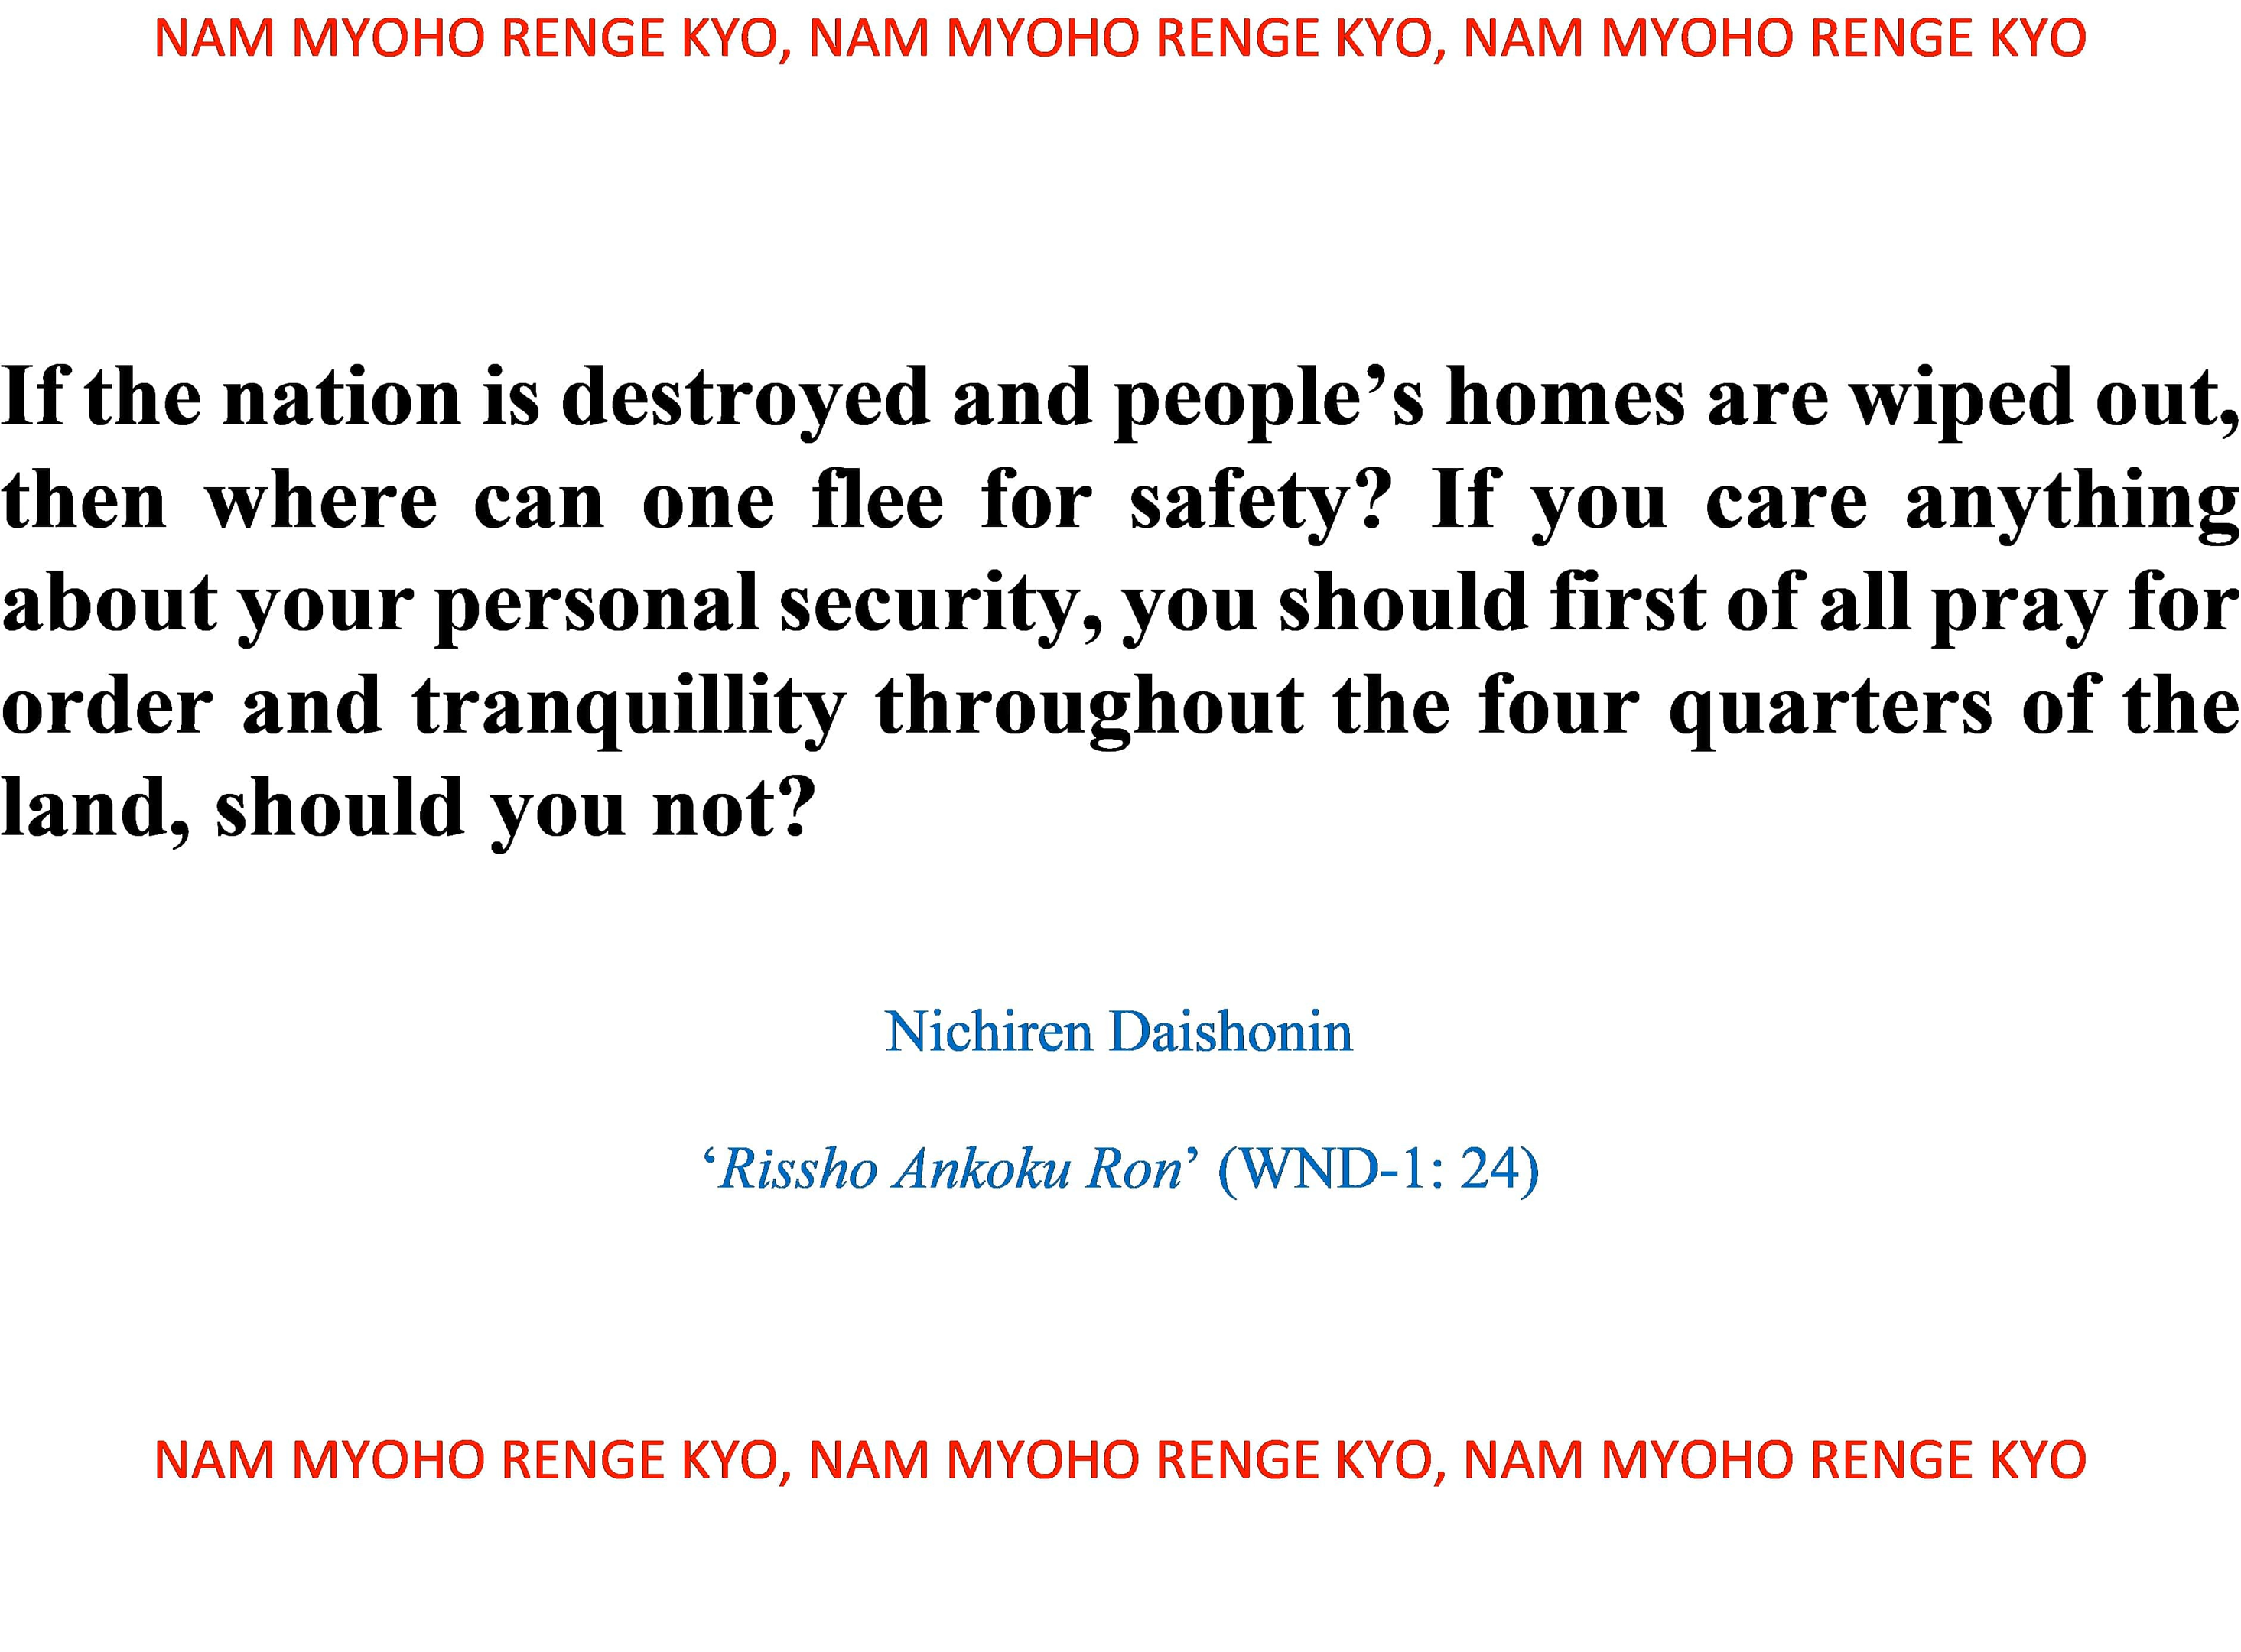 NAM MYOHO RENGE KYO, NAM MYOHO RENGE KYO, NAM MYOHO RENGE KYO
If the nation is destroyed and people’s homes are wiped out,
then where can one flee for safety? If you care anything
about your personal security, you should first of all pray for
order and tranquillity throughout the four quarters of the
land, should you not?
Nichiren Daishonin
‘Rissho Ankoku Ron’ (WND-1: 24)
NAM MYOHO RENGE KYO, NAM MYOHO RENGE KYO, NAM MYOHO RENGE KYO